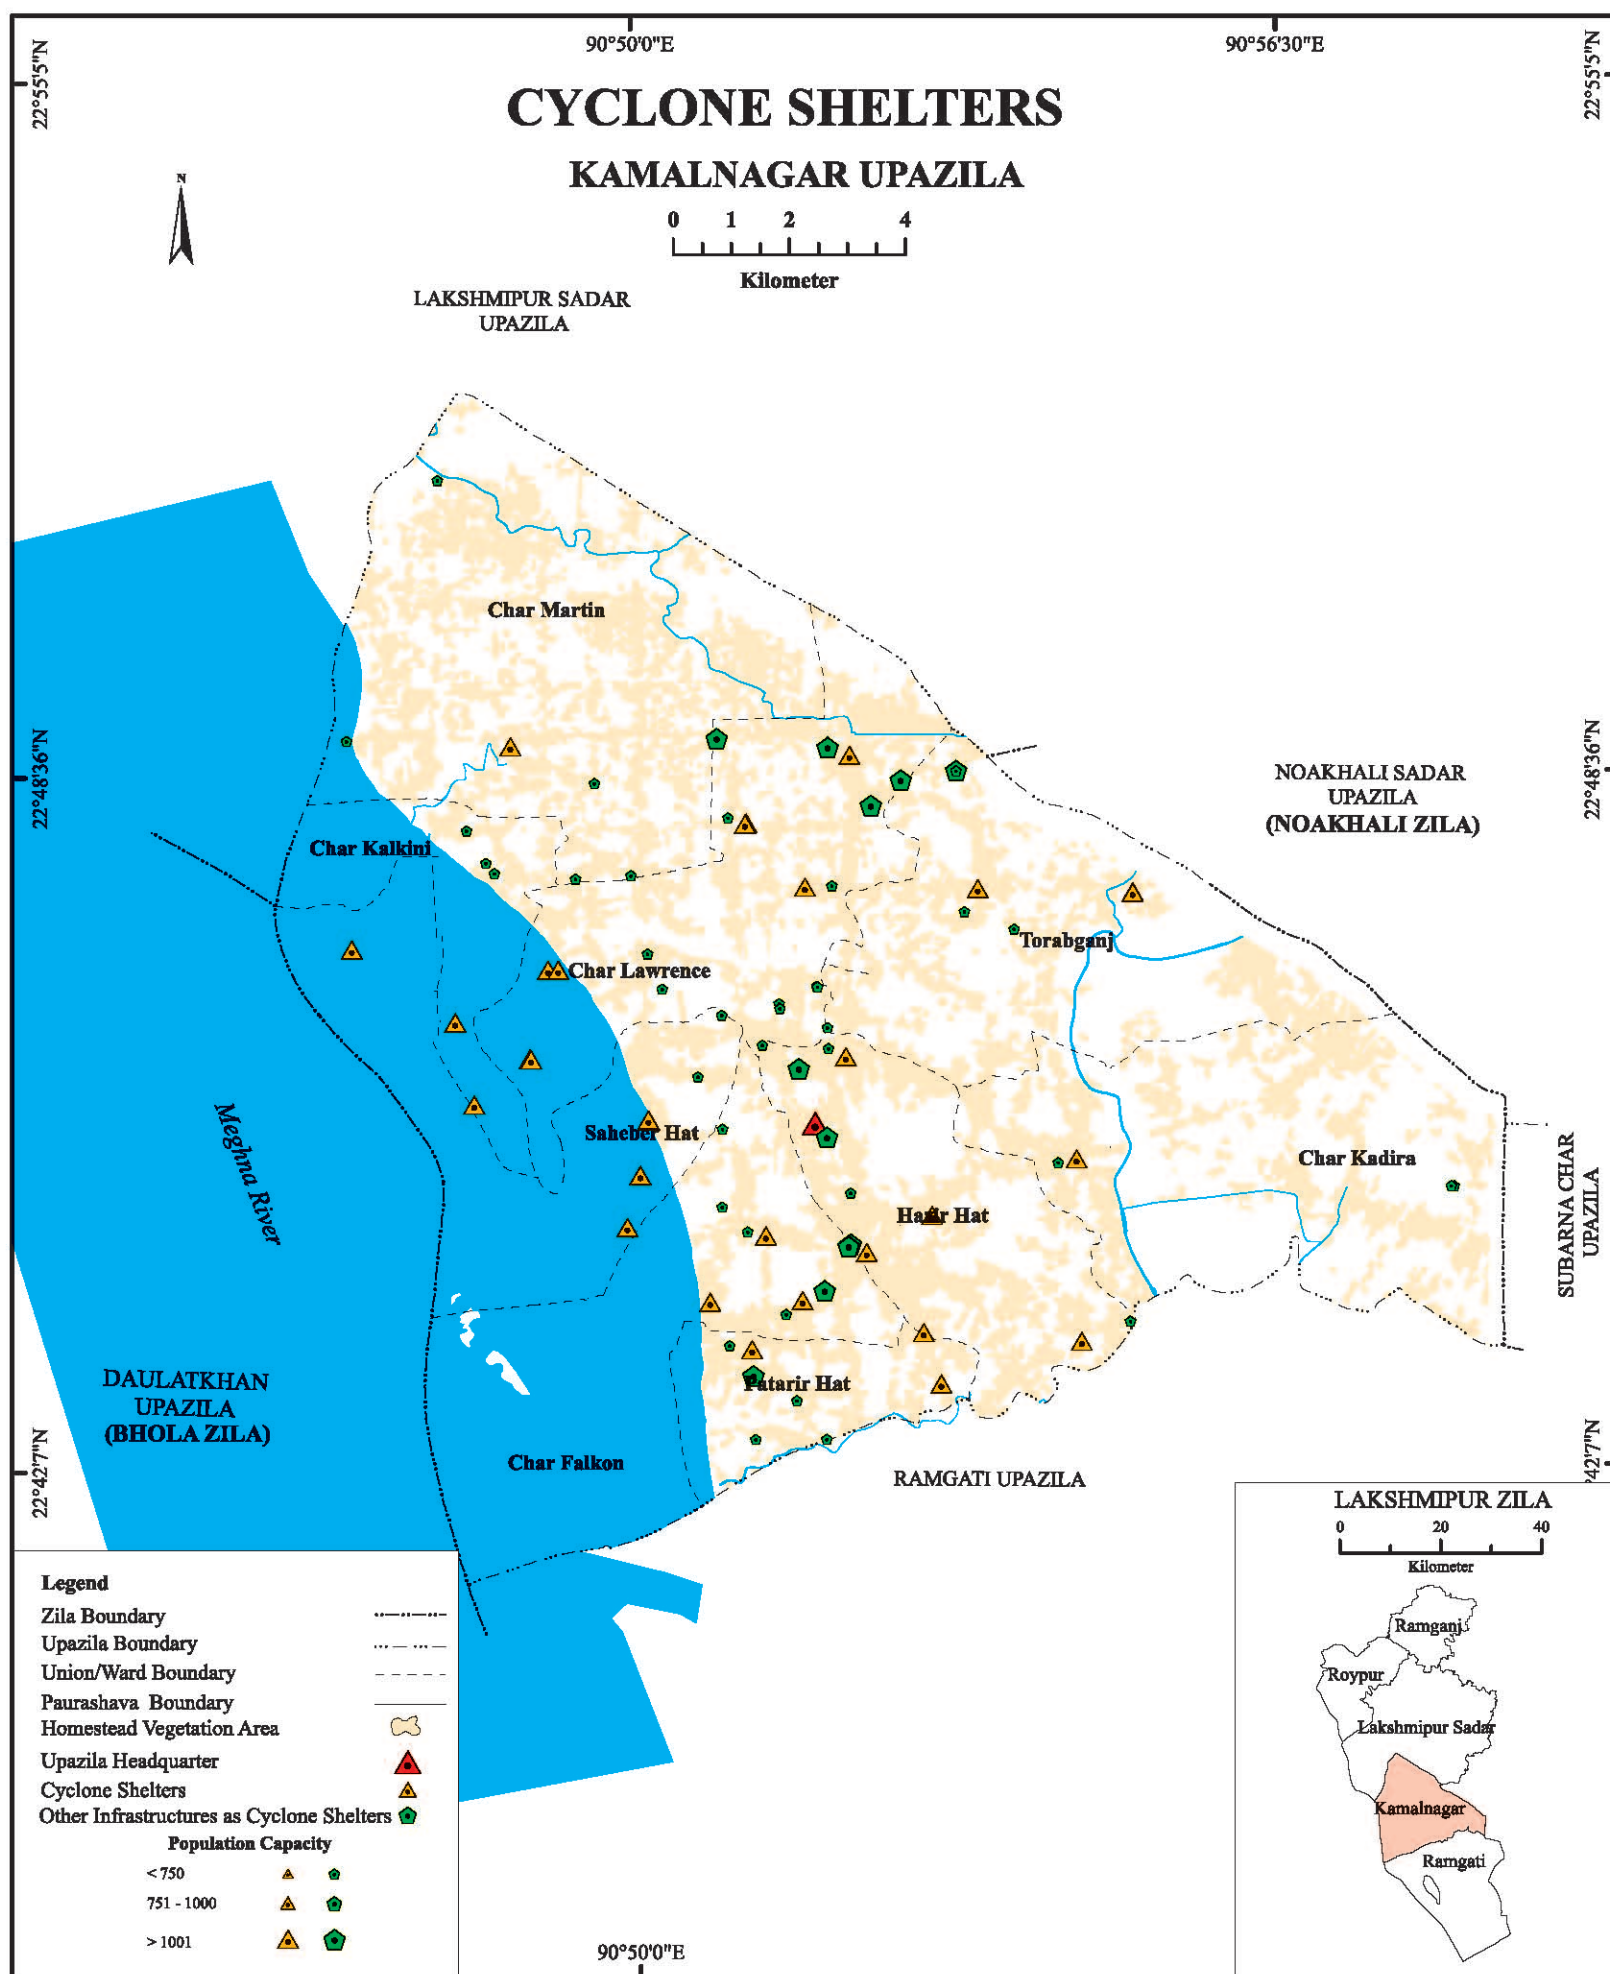 90°50'0"E
90°56'30"E
22°55'5"N
22°55'5"N
CYCLONE SHELTERS
KAMALNAGAR UPAZILA
N
0 1 2 4
Kilometer
LAKSHMIPUR SADAR
UPAZILA
Char Martin
22°48'36"N
22°48'36"N
NOAKHALI SADAR
UPAZILA
(NOAKHALI ZILA)
Char Kalkini
Torabganj
Char Lawrence
Meghna River
Saheber Hat
Char Kadira
SUBARNA CHAR
UPAZILA
Hazir Hat
DAULATKHAN
UPAZILA
(BHOLA ZILA)
Patarir Hat
Char Falkon
RAMGATI UPAZILA
22°42'7"N
°42'7"N
LAKSHMIPUR ZILA
0 20 40
Kilometer
Ramganj
Roypur
Lakshmipur Sadar
Kamalnagar
Ramgati
Legend
Zila Boundary
Upazila Boundary
Union/Ward Boundary
Paurashava Boundary
Homestead Vegetation Area
Upazila Headquarter
Cyclone Shelters
Other Infrastructures as Cyclone Shelters
Population Capacity
< 750
751 - 1000
> 1001
90°50'0"E